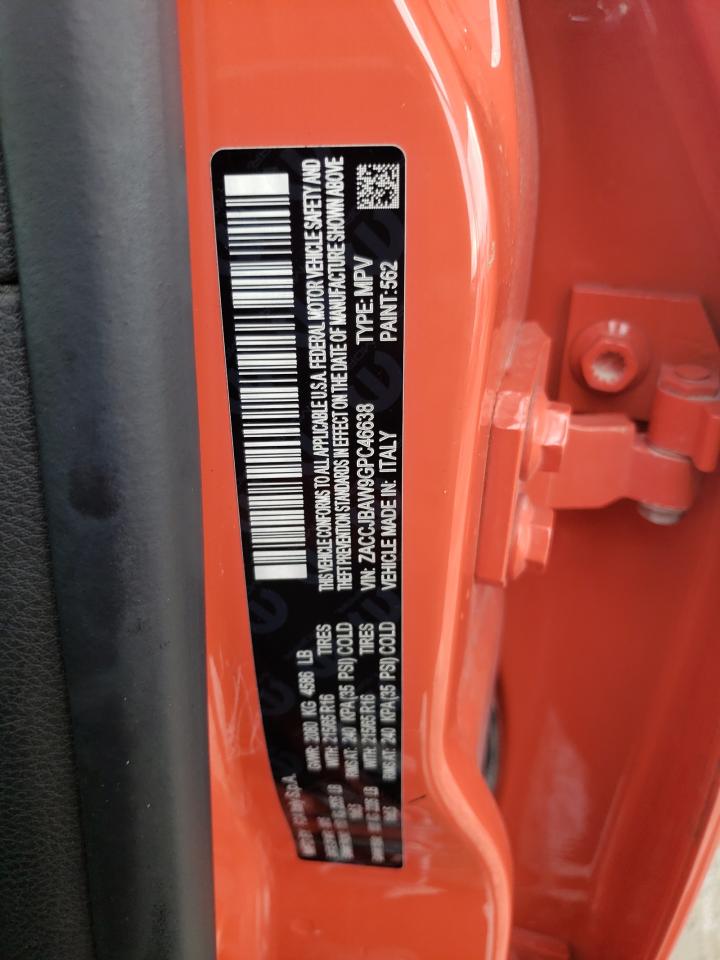 GVWR: 2080 KG 4586 LB
WITH: 215/65 R16 TIRES
RIMS AT: 240 KPA (35 PSI) COLD
WITH: 215/65 R16 TIRES
RIMS AT: 240 KPA (35 PSI) COLD
THIS VEHICLE CONFORMS TO ALL APPLICABLE U.S.A. FEDERAL MOTOR VEHICLE SAFETY AND
THEFT PREVENTION STANDARDS IN EFFECT ON THE DATE OF MANUFACTURE SHOWN ABOVE
VIN: ZACCJBAW9GPC46638 TYPE: MPV
VEHICLE MADE IN: ITALY PAINT:562